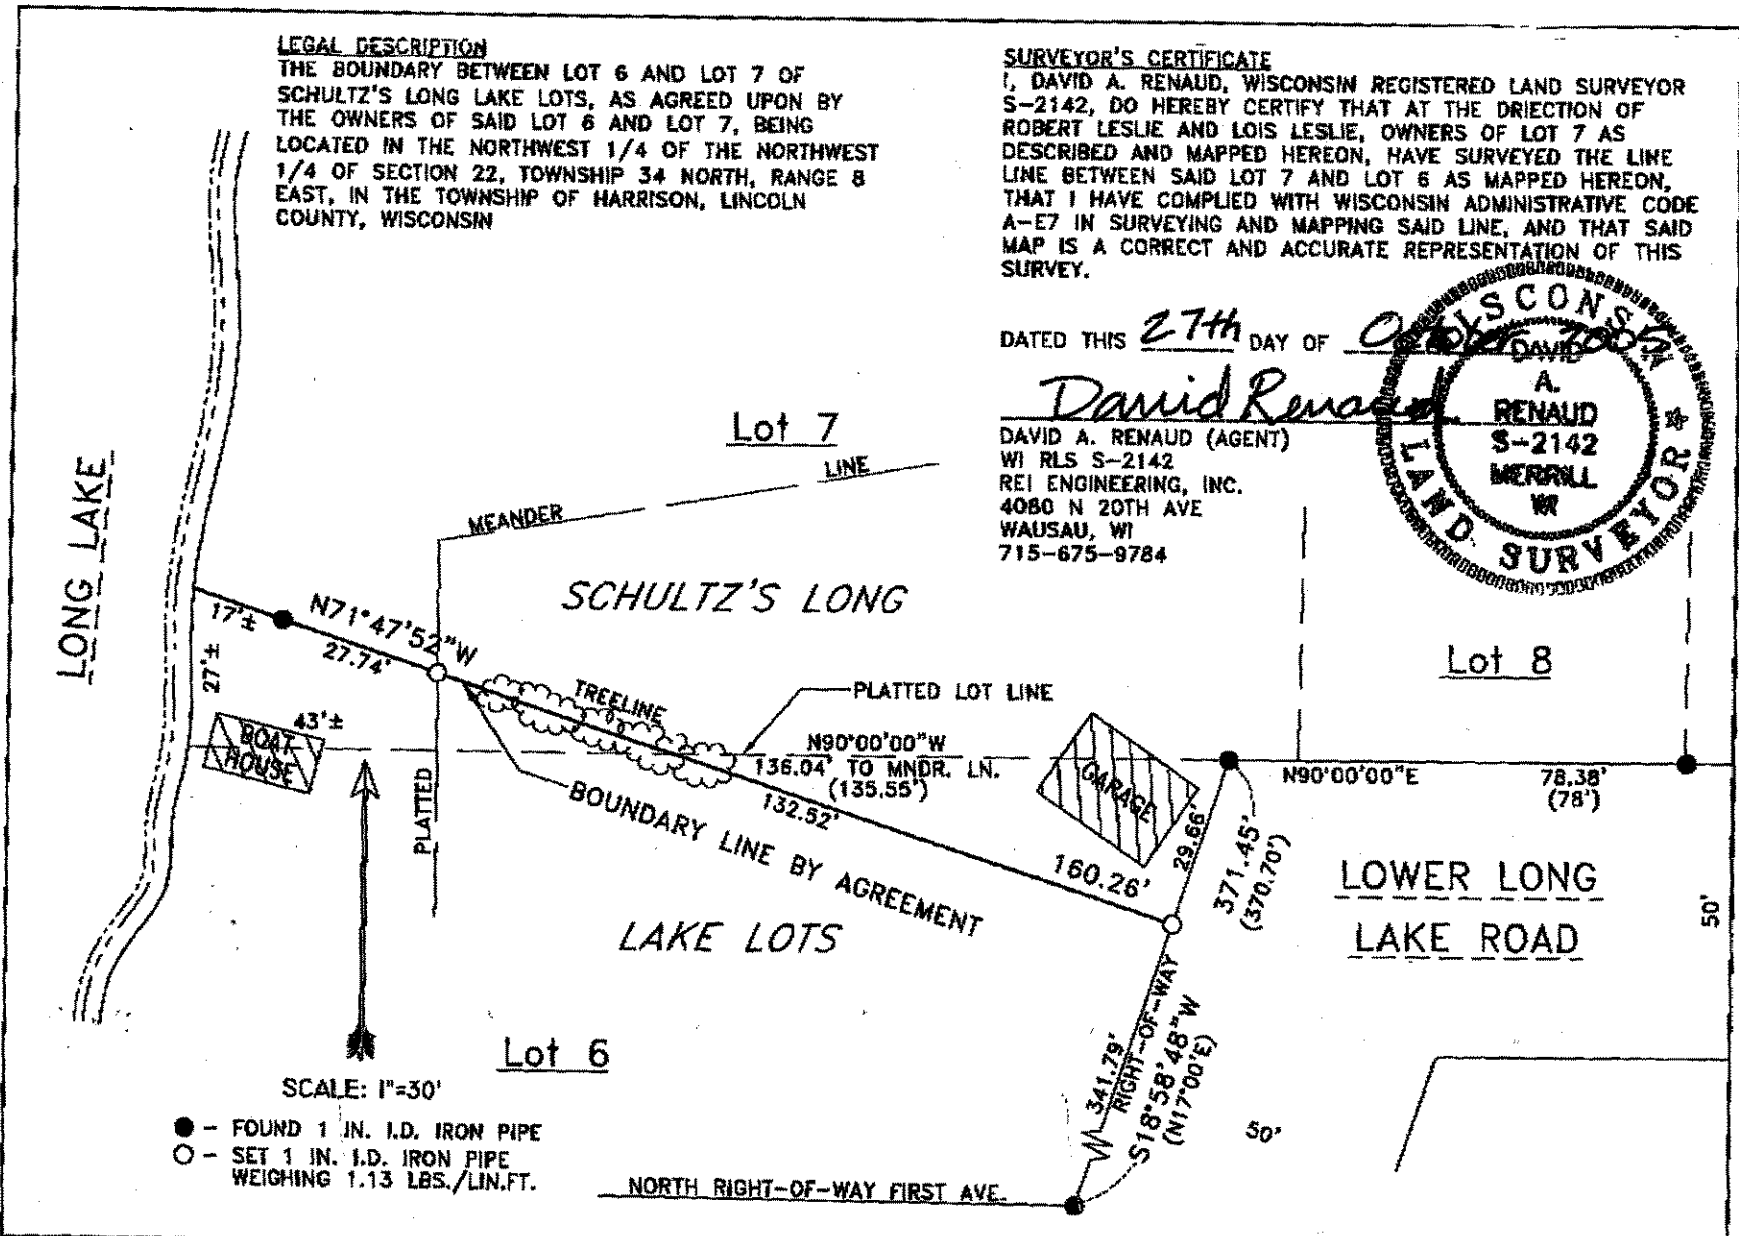 LEGAL DESCRIPTION
THE BOUNDARY BETWEEN LOT 6 AND LOT 7 OF
SCHULTZ'S LONG LAKE LOTS, AS AGREED UPON BY
THE OWNERS OF SAID LOT 6 AND LOT 7, BEING
LOCATED IN THE NORTHWEST 1/4 OF THE NORTHWEST
1/4 OF SECTION 22, TOWNSHIP 34 NORTH, RANGE 8
EAST, IN THE TOWNSHIP OF HARRISON, LINCOLN
COUNTY, WISCONSIN
SURVEYOR'S CERTIFICATE
I, DAVID A. RENAUD, WISCONSIN REGISTERED LAND SURVEYOR
S-2142, DO HEREBY CERTIFY THAT AT THE DRIECTION OF
ROBERT LESLIE AND LOIS LESLIE, OWNERS OF LOT 7 AS
DESCRIBED AND MAPPED HEREON, HAVE SURVEYED THE LINE
LINE BETWEEN SAID LOT 7 AND LOT 6 AS MAPPED HEREON,
THAT I HAVE COMPLIED WITH WISCONSIN ADMINISTRATIVE CODE
A-E7 IN SURVEYING AND MAPPING SAID LINE, AND THAT SAID
MAP IS A CORRECT AND ACCURATE REPRESENTATION OF THIS
SURVEY.
DATED THIS 27th DAY OF October 2005
David Renaud
DAVID A. RENAUD (AGENT)
WI RLS S-2142
REI ENGINEERING, INC.
4080 N 20TH AVE
WAUSAU, WI
715-675-9784
WISCONSIN
DAVID
A.
RENAUD
S-2142
MERRILL
WI
LAND SURVEYOR
LONG LAKE
Lot 7
MEANDER
LINE
SCHULTZ'S LONG
17'±
N71°47'52"W
27.74'
27'±
43'±
BOAT
HOUSE
TREELINE
PLATTED LOT LINE
N90°00'00"W
136.04' TO MNDR. LN.
(135.55')
132.52'
BOUNDARY LINE BY AGREEMENT
PLATTED
160.26'
GARAGE
29.66'
371.45'
(370.70')
Lot 8
N90°00'00"E
78.38'
(78')
LOWER LONG
LAKE ROAD
50'
LAKE LOTS
Lot 6
341.79'
RIGHT-OF-WAY
S18°58'48"W
(N17°00'E)
50'
SCALE: 1"=30'
- FOUND 1 IN. I.D. IRON PIPE
- SET 1 IN. I.D. IRON PIPE
WEIGHING 1.13 LBS./LIN.FT.
NORTH RIGHT-OF-WAY FIRST AVE.